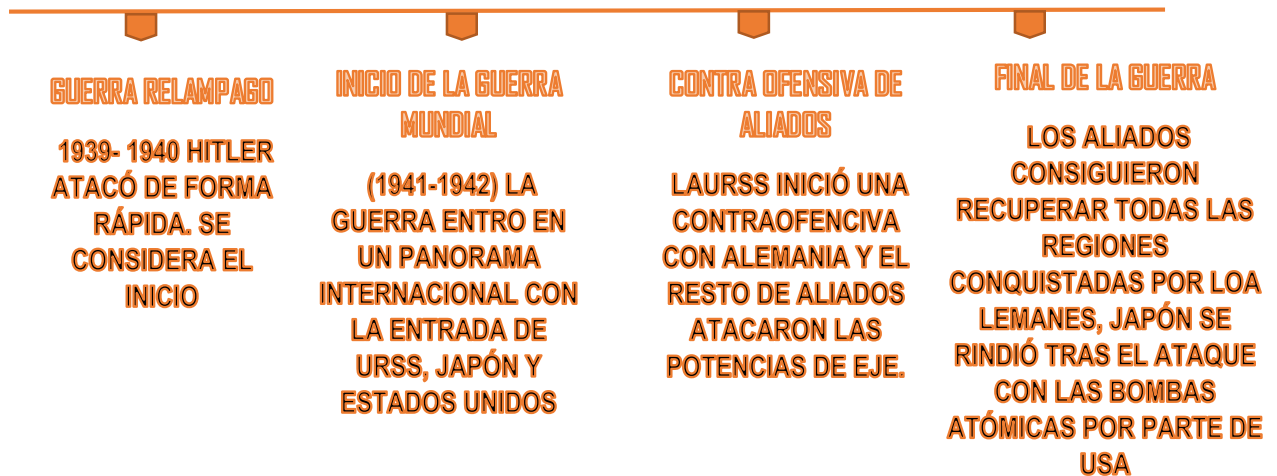 GUERRA RELAMPAGO
1939- 1940 HITLER
ATACÓ DE FORMA
RÁPIDA. SE
CONSIDERA EL
INICIO
INICIO DE LA GUERRA
MUNDIAL
(1941-1942) LA
GUERRA ENTRO EN
UN PANORAMA
INTERNACIONAL CON
LA ENTRADA DE
URSS, JAPÓN Y
ESTADOS UNIDOS
CONTRA OFENSIVA DE
ALIADOS
LAURSS INICIÓ UNA
CONTRAOFENCIVA
CON ALEMANIA Y EL
RESTO DE ALIADOS
ATACARON LAS
POTENCIAS DE EJE.
FINAL DE LA GUERRA
LOS ALIADOS
CONSIGUIERON
RECUPERAR TODAS LAS
REGIONES
CONQUISTADAS POR LOA
LEMANES, JAPÓN SE
RINDIÓ TRAS EL ATAQUE
CON LAS BOMBAS
ATÓMICAS POR PARTE DE
USA